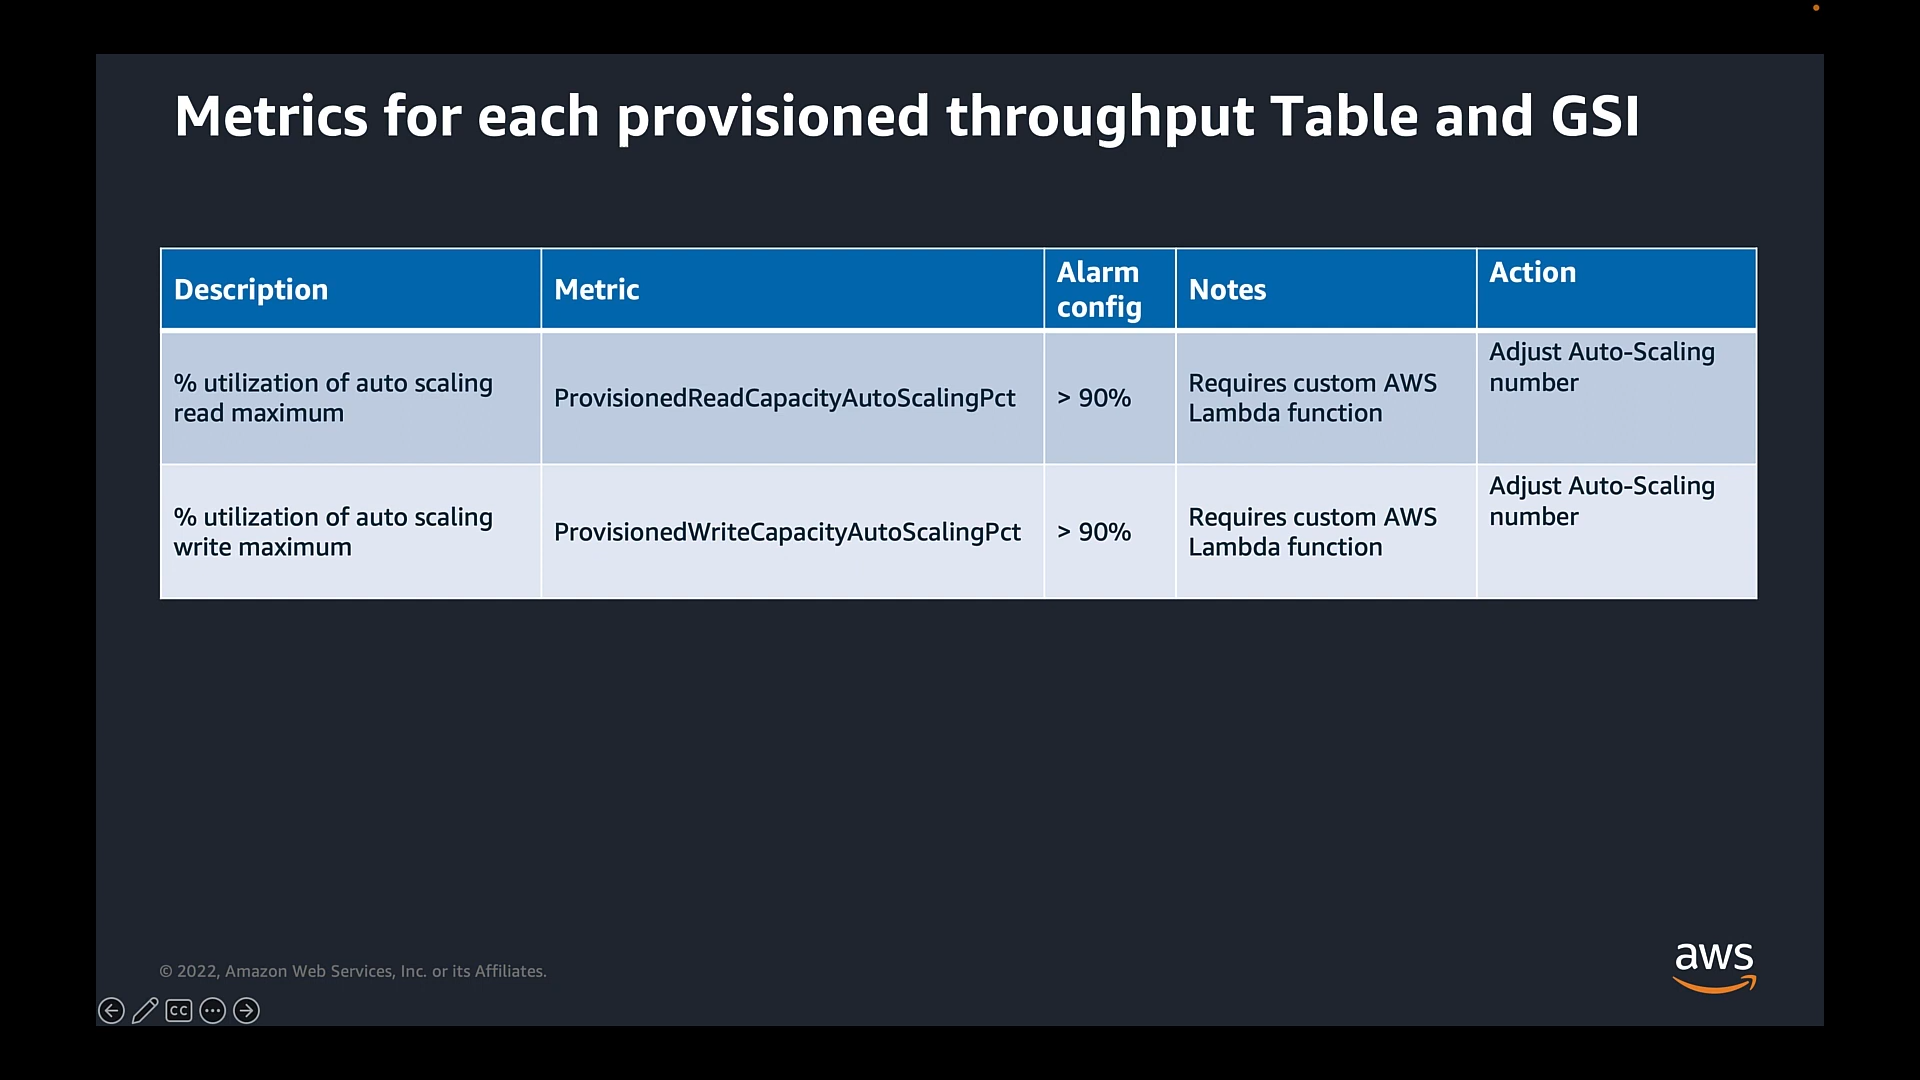 Metrics for each provisioned throughput Table and GSI
Description
Metric
Alarm
config
Notes
Action
% utilization of auto scaling
read maximum
ProvisionedReadCapacityAutoScalingPct
> 90%
Requires custom AWS
Lambda function
Adjust Auto-Scaling
number
% utilization of auto scaling
write maximum
ProvisionedWriteCapacityAutoScalingPct
> 90%
Requires custom AWS
Lambda function
Adjust Auto-Scaling
number
© 2022, Amazon Web Services, Inc. or its Affiliates.
aws
CC